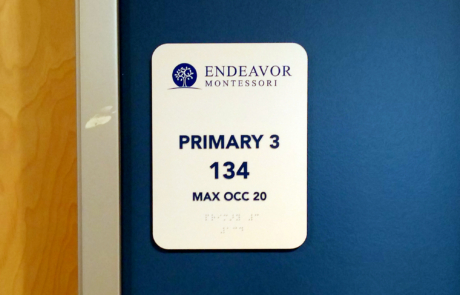 ENDEAVOR
MONTESSORI
PRIMARY 3
134
MAX OCC 20